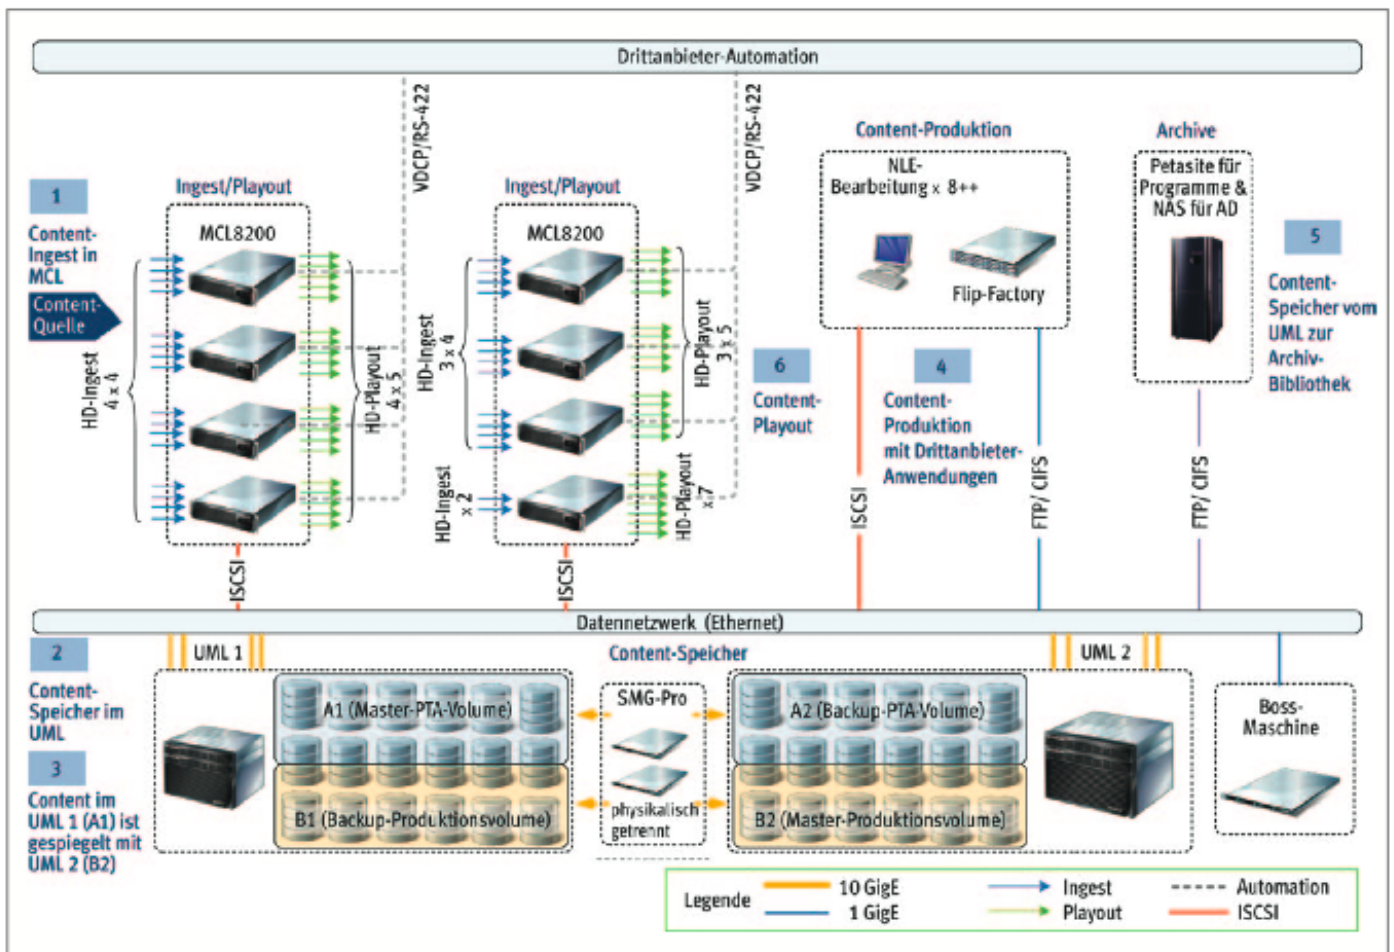 Drittanbieter-Automation
VDCP/RS-422
VDCP/RS-422
1
Content-
Ingest in
MCL
Content-
Quelle
Ingest/Playout
MCL8200
HD-Ingest
4 x 4
HD-Playout
4 x 5
ISCSI
Ingest/Playout
MCL8200
HD-Ingest
3 x 4
HD-Playout
3 x 5
HD-Ingest
x 2
HD-Playout
x 7
ISCSI
6
Content-
Playout
Content-Produktion
NLE-
Bearbeitung x 8++
Flip-Factory
4
Content-
Produktion
mit Drittanbieter-
Anwendungen
ISCSI
FTP/ CIFS
Archive
Petasite für
Programme &
NAS für AD
5
Content-
Speicher vom
UML zur
Archiv-
Bibliothek
FTP/ CIFS
Datennetzwerk (Ethernet)
2
Content-
Speicher im
UML
3
Content im
UML 1 (A1) ist
gespiegelt mit
UML 2 (B2)
UML 1
A1 (Master-PTA-Volume)
B1 (Backup-Produktionsvolume)
Content-Speicher
SMG-Pro
physikalisch
getrennt
UML 2
A2 (Backup-PTA-Volume)
B2 (Master-Produktionsvolume)
Boss-
Maschine
Legende
10 GigE
1 GigE
Ingest
Playout
Automation
ISCSI